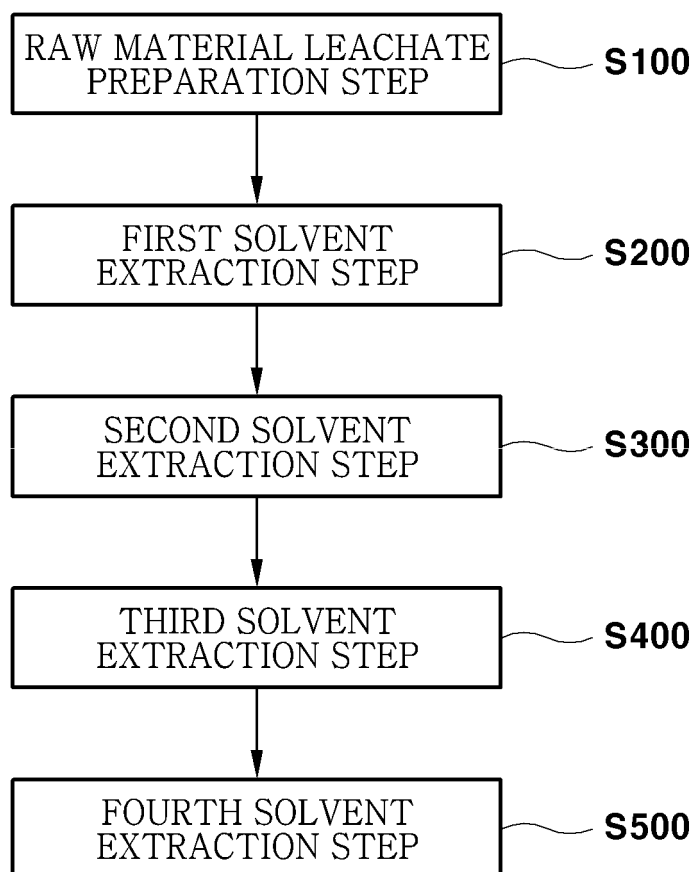 RAW MATERIAL LEACHATE
PREPARATION STEP
S100
FIRST SOLVENT
EXTRACTION STEP
S200
SECOND SOLVENT
EXTRACTION STEP
S300
THIRD SOLVENT
EXTRACTION STEP
S400
FOURTH SOLVENT
EXTRACTION STEP
S500